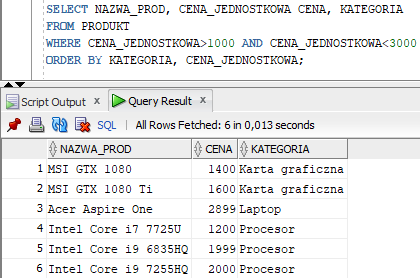 SELECT NAZWA_PROD, CENA_JEDNOSTKOWA CENA, KATEGORIA
FROM PRODUKT
WHERE CENA_JEDNOSTKOWA>1000 AND CENA_JEDNOSTKOWA<3000
ORDER BY KATEGORIA, CENA_JEDNOSTKOWA;
Script Output x Query Result x
SQL | All Rows Fetched: 6 in 0,013 seconds
NAZWA_PROD CENA KATEGORIA
1 MSI GTX 1080 1400 Karta graficzna
2 MSI GTX 1080 Ti 1600 Karta graficzna
3 Acer Aspire One 2899 Laptop
4 Intel Core i7 7725U 1200 Procesor
5 Intel Core i9 6835HQ 1999 Procesor
6 Intel Core i9 7255HQ 2000 Procesor